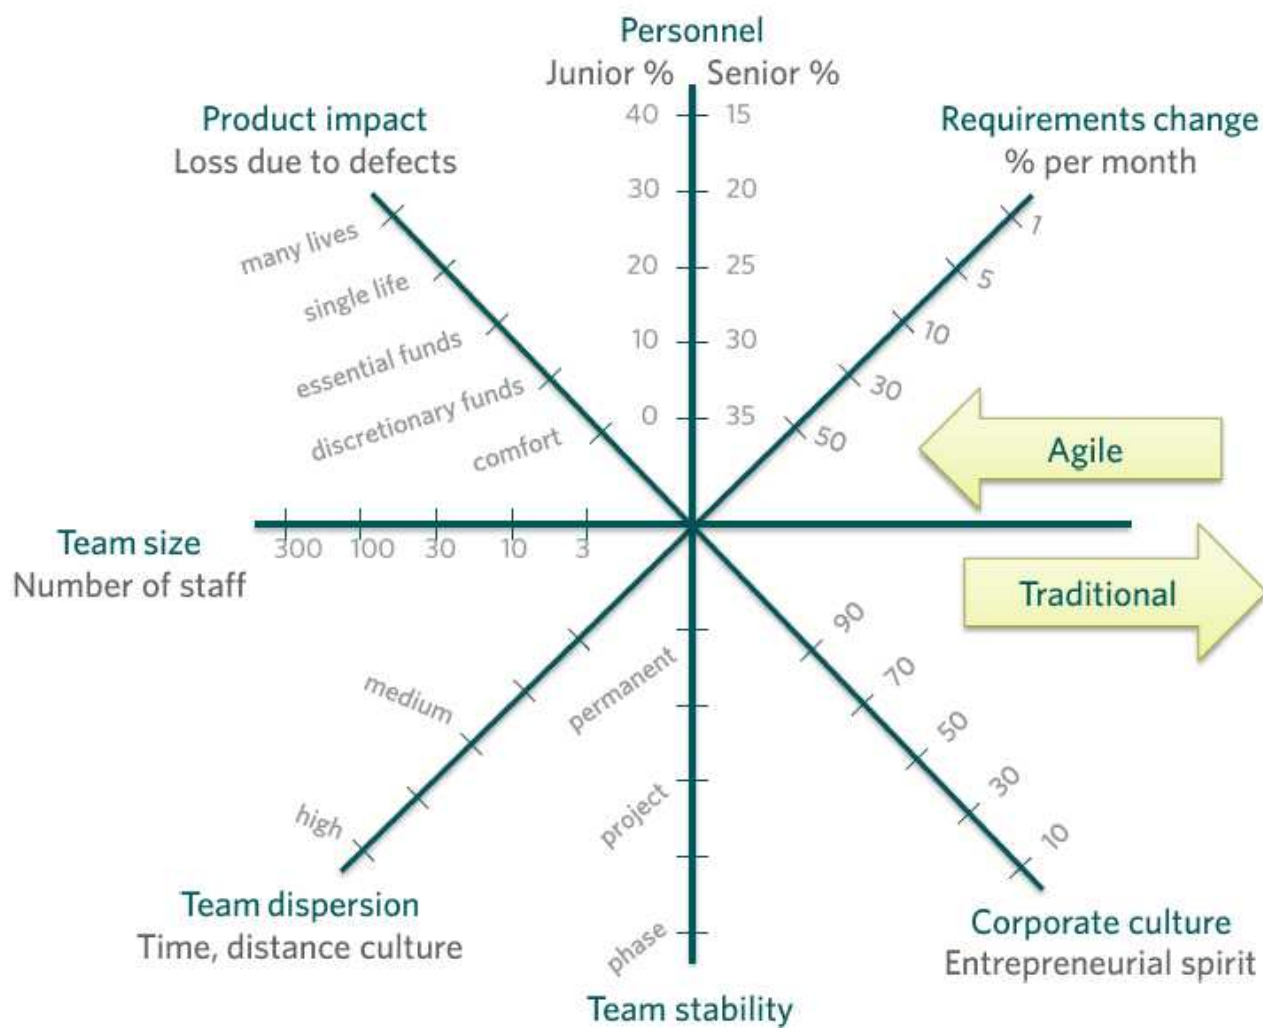 Personnel
Junior % Senior %
40 15
30 20
20 25
10 30
0 35
Product impact
Loss due to defects
many lives
single life
essential funds
discretionary funds
comfort
Requirements change
% per month
1
5
10
30
50
Agile
Traditional
Team size
Number of staff
300 100 30 10 3
medium
high
Team dispersion
Time, distance culture
permanent
project
phase
Team stability
90
70
50
30
10
Corporate culture
Entrepreneurial spirit